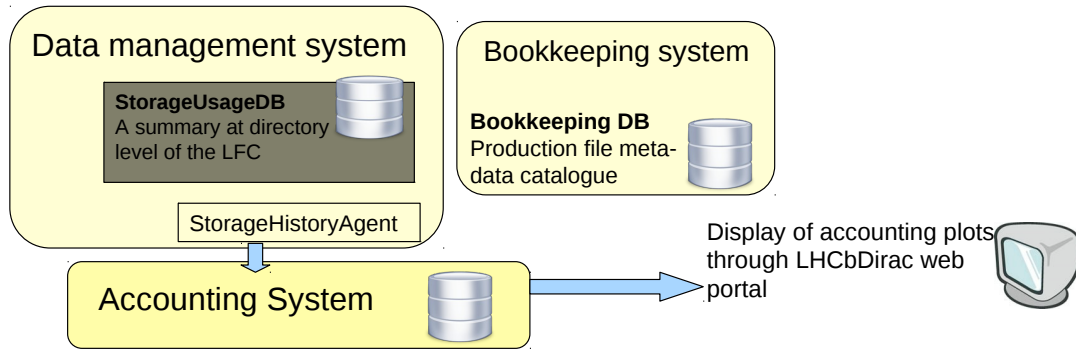 Data management system
StorageUsageDB
A summary at directory
level of the LFC
StorageHistoryAgent
Bookkeeping system
Bookkeeping DB
Production file meta-
data catalogue
Accounting System
Display of accounting plots
through LHCbDirac web
portal